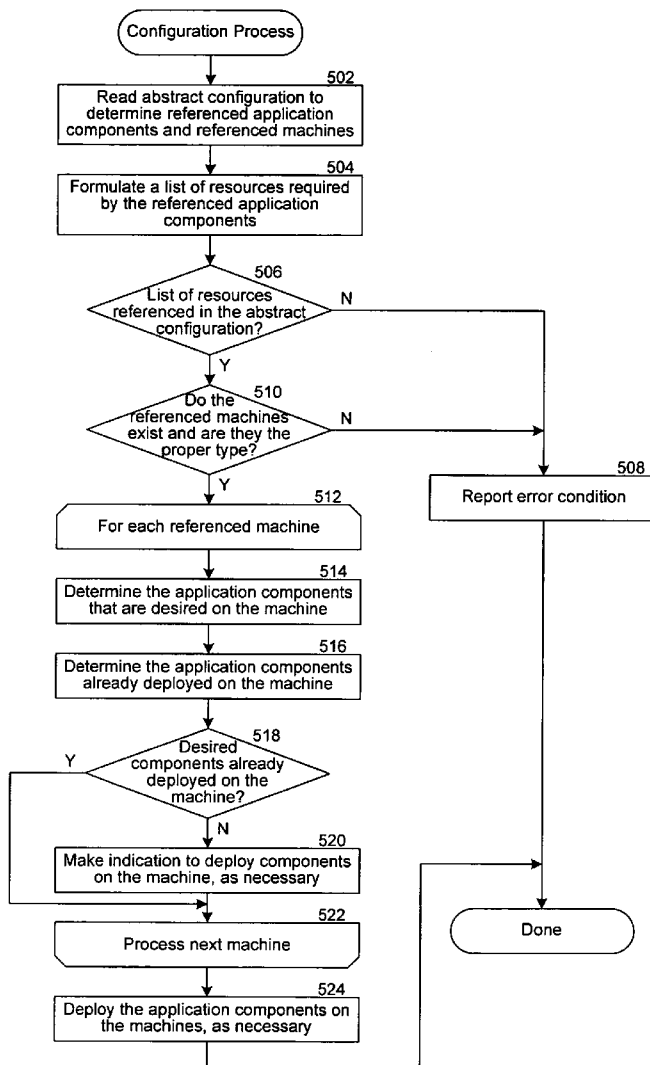 Configuration Process
502
Read abstract configuration to
determine referenced application
components and referenced machines
504
Formulate a list of resources required
by the referenced application
components
506
List of resources
referenced in the abstract
configuration?
N
Y
510
Do the
referenced machines
exist and are they the
proper type?
N
Y
508
Report error condition
512
For each referenced machine
514
Determine the application components
that are desired on the machine
516
Determine the application components
already deployed on the machine
518
Desired
components already
deployed on the
machine?
Y
N
520
Make indication to deploy components
on the machine, as necessary
522
Process next machine
Done
524
Deploy the application components on
the machines, as necessary